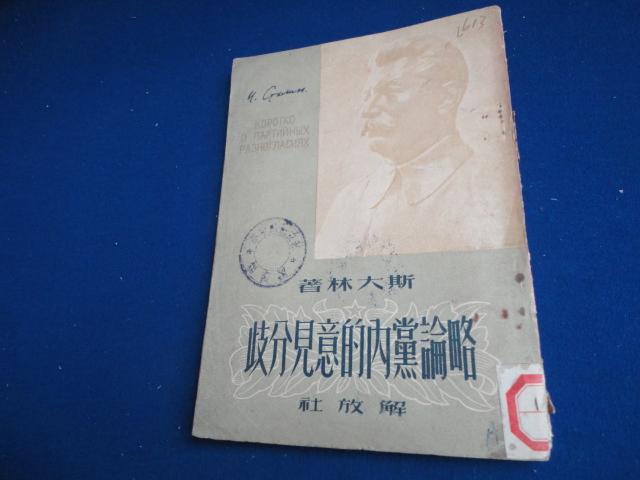 1613
И. Сталин.
КОРОТКО
О ПАРТИЙНЫХ
РАЗНОГЛАСИЯХ
斯大林著
略論黨內的意見分歧
解放社